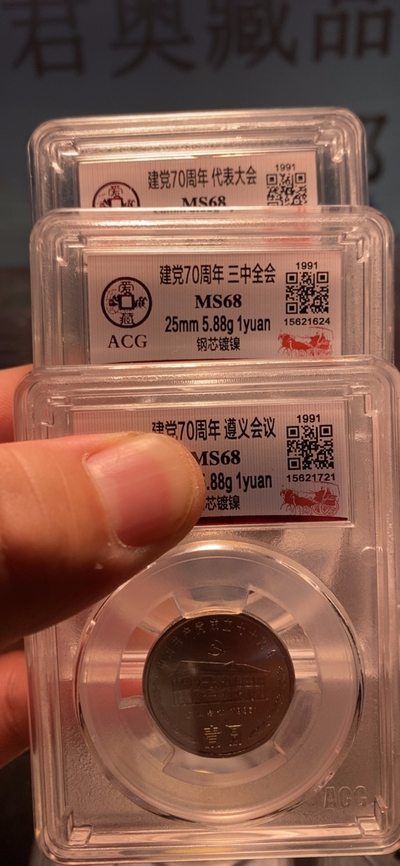 君奥藏品
建党70周年 代表大会
1991
MS68
建党70周年 三中全会
1991
MS68
25mm 5.88g 1yuan
15621624
ACG
钢芯镀镍
建党70周年 遵义会议
1991
MS68
.88g 1yuan
15621721
芯镀镍
壹圆
ACG